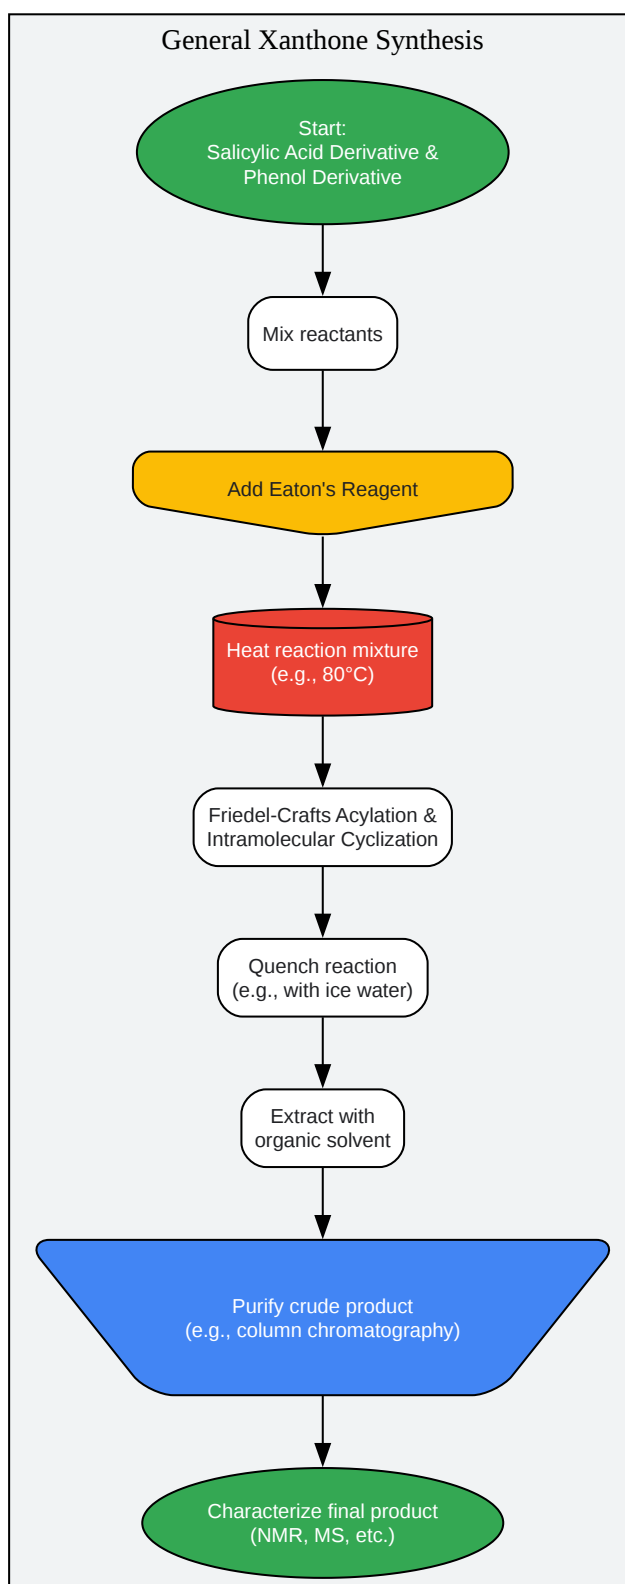 General Xanthone Synthesis
Start:
Salicylic Acid Derivative &
Phenol Derivative
Mix reactants
Add Eaton's Reagent
Heat reaction mixture
(e.g., 80°C)
Friedel-Crafts Acylation &
Intramolecular Cyclization
Quench reaction
(e.g., with ice water)
Extract with
organic solvent
Purify crude product
(e.g., column chromatography)
Characterize final product
(NMR, MS, etc.)